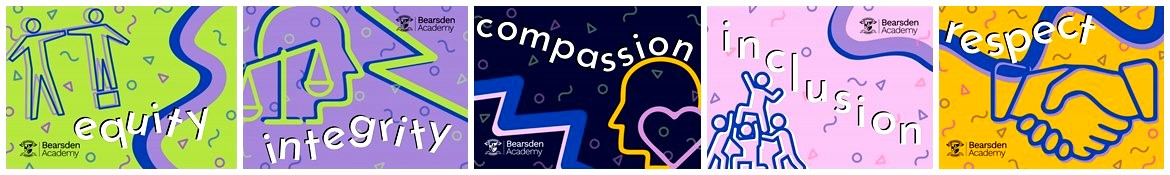 equity
Bearsden
Academy
Bearsden
Academy
integrity
compassion
Bearsden
Academy
Bearsden
Academy
inclusion
respect
Bearsden
Academy